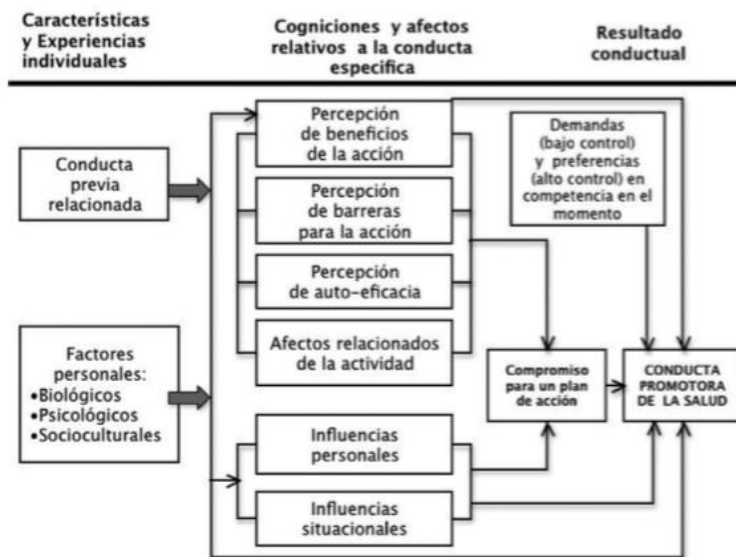 Características
y Experiencias
individuales
Cogniciones y afectos
relativos a la conducta
especifica
Resultado
conductual
Conducta
previa
relacionada
Factores
personales:
•Biológicos
•Psicológicos
•Socioculturales
Percepción
de beneficios
de la acción
Percepción
de barreras
para la acción
Percepción
de auto-eficacia
Afectos relacionados
de la actividad
Influencias
personales
Influencias
situacionales
Demandas
(bajo control)
y preferencias
(alto control) en
competencia en el
momento
Compromiso
para un plan
de acción
CONDUCTA
PROMOTORA
DE LA SALUD